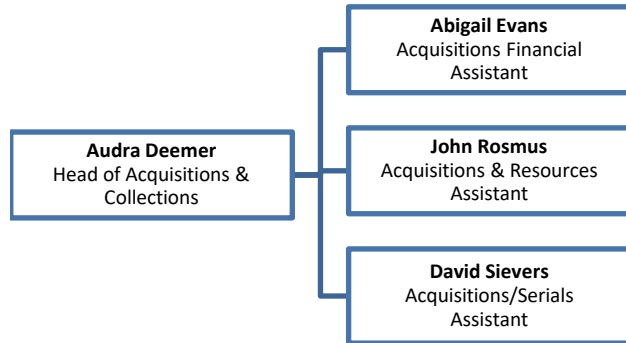 Abigail Evans
Acquisitions Financial
Assistant
Audra Deemer
Head of Acquisitions &
Collections
John Rosmus
Acquisitions & Resources
Assistant
David Sievers
Acquisitions/Serials
Assistant